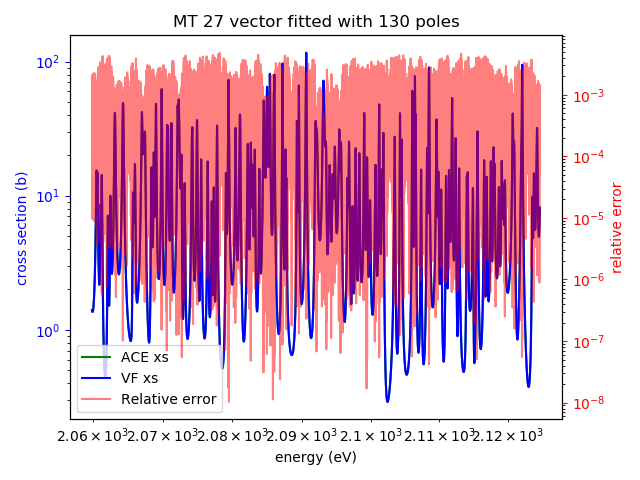 MT 27 vector fitted with 130 poles
cross section (b)
10²
10¹
10⁰
10⁻³
10⁻⁴
10⁻⁵
10⁻⁶
10⁻⁷
10⁻⁸
relative error
ACE xs
VF xs
Relative error
2.06 × 10³ 2.07 × 10³ 2.08 × 10³ 2.09 × 10³ 2.1 × 10³ 2.11 × 10³ 2.12 × 10³
energy (eV)